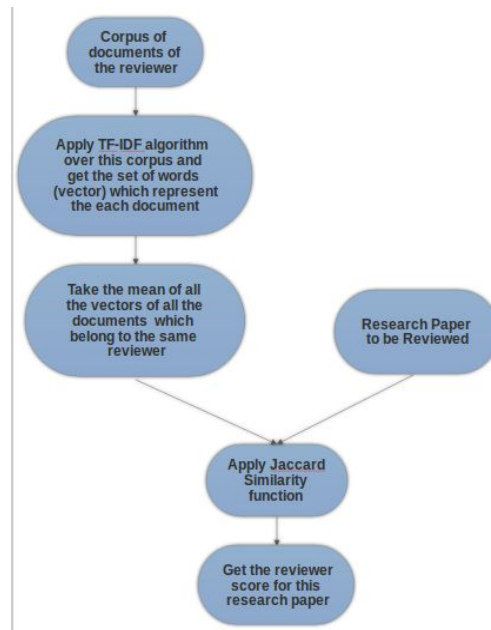 Corpus of
documents of
the reviewer
Apply TF-IDF algorithm
over this corpus and
get the set of words
(vector) which represent
the each document
Take the mean of all
the vectors of all the
documents which
belong to the same
reviewer
Research Paper
to be Reviewed
Apply Jaccard
Similarity
function
Get the reviewer
score for this
research paper